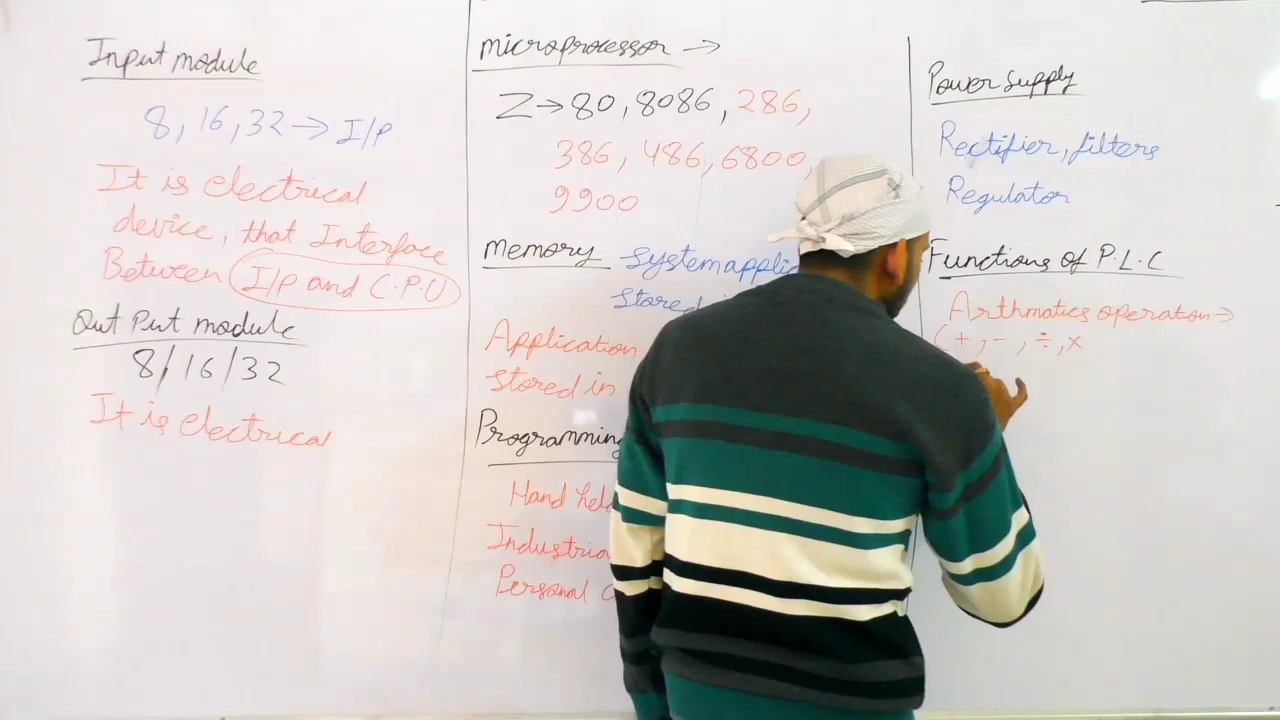 Input module
8, 16, 32 → I/P
It is electrical
device, that Interface
Between I/P and C.P.U
Out Put module
8/16/32
It is electrical
microprocessor →
Z → 80, 8086, 286,
386, 486, 6800,
9900
Memory System
Stored
Application
Stored in
Programming
Hand
Personal
Power supply
Rectifier, filters
Regulator
Functions of P.L.C
Arthmatics operation →
(+, -, ÷, x